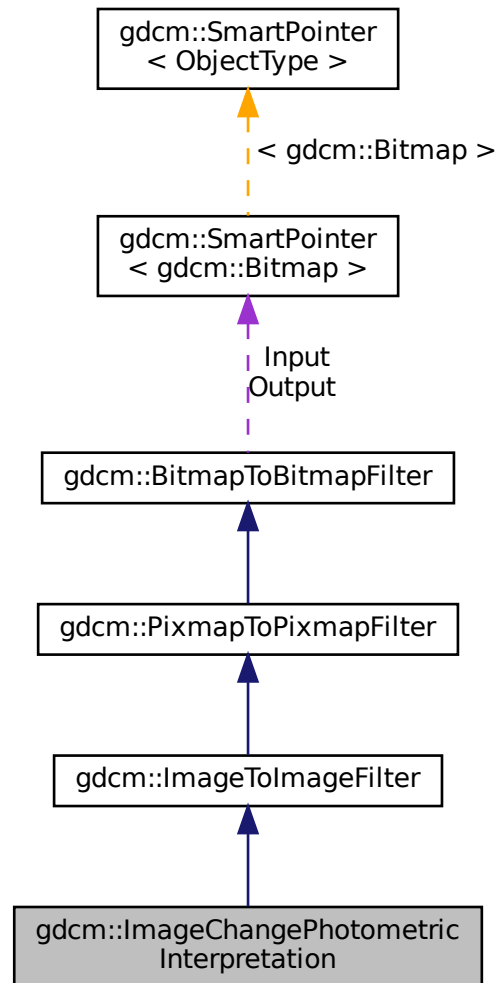 gdcm::SmartPointer
< ObjectType >
< gdcm::Bitmap >
gdcm::SmartPointer
< gdcm::Bitmap >
Input
Output
gdcm::BitmapToBitmapFilter
gdcm::PixmapToPixmapFilter
gdcm::ImageToImageFilter
gdcm::ImageChangePhotometric
Interpretation